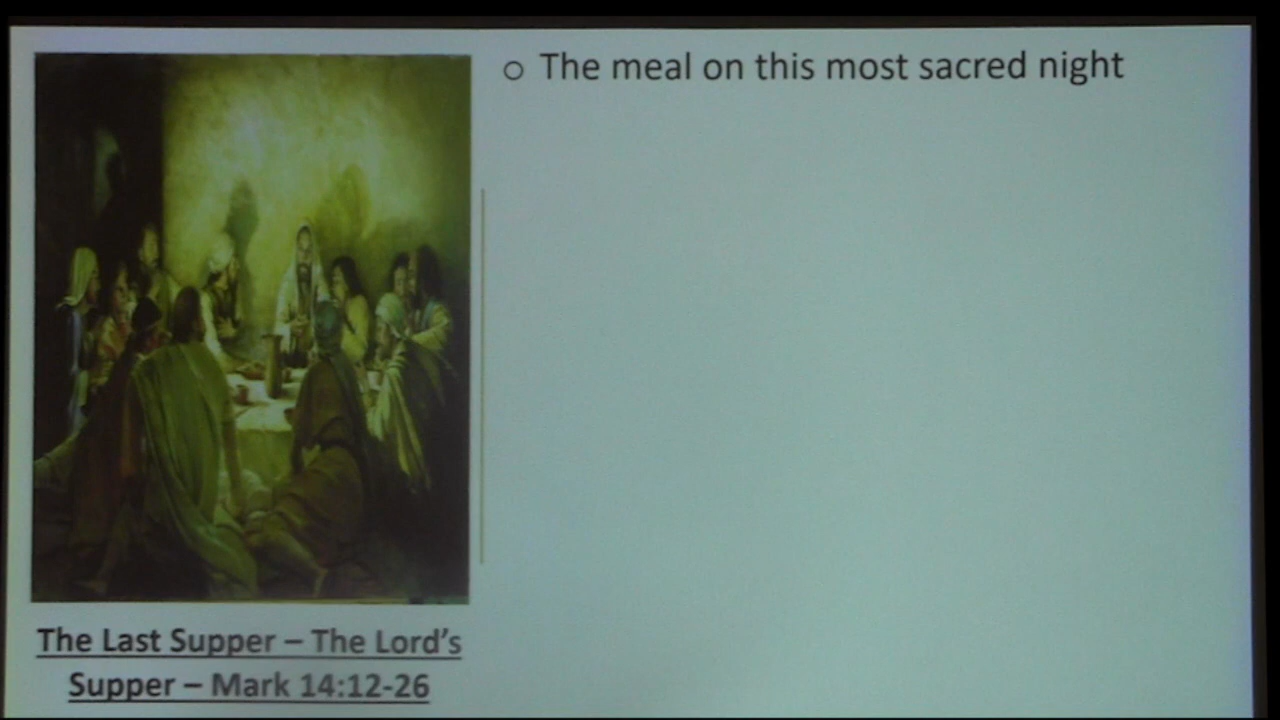 o The meal on this most sacred night
The Last Supper – The Lord's
Supper – Mark 14:12-26